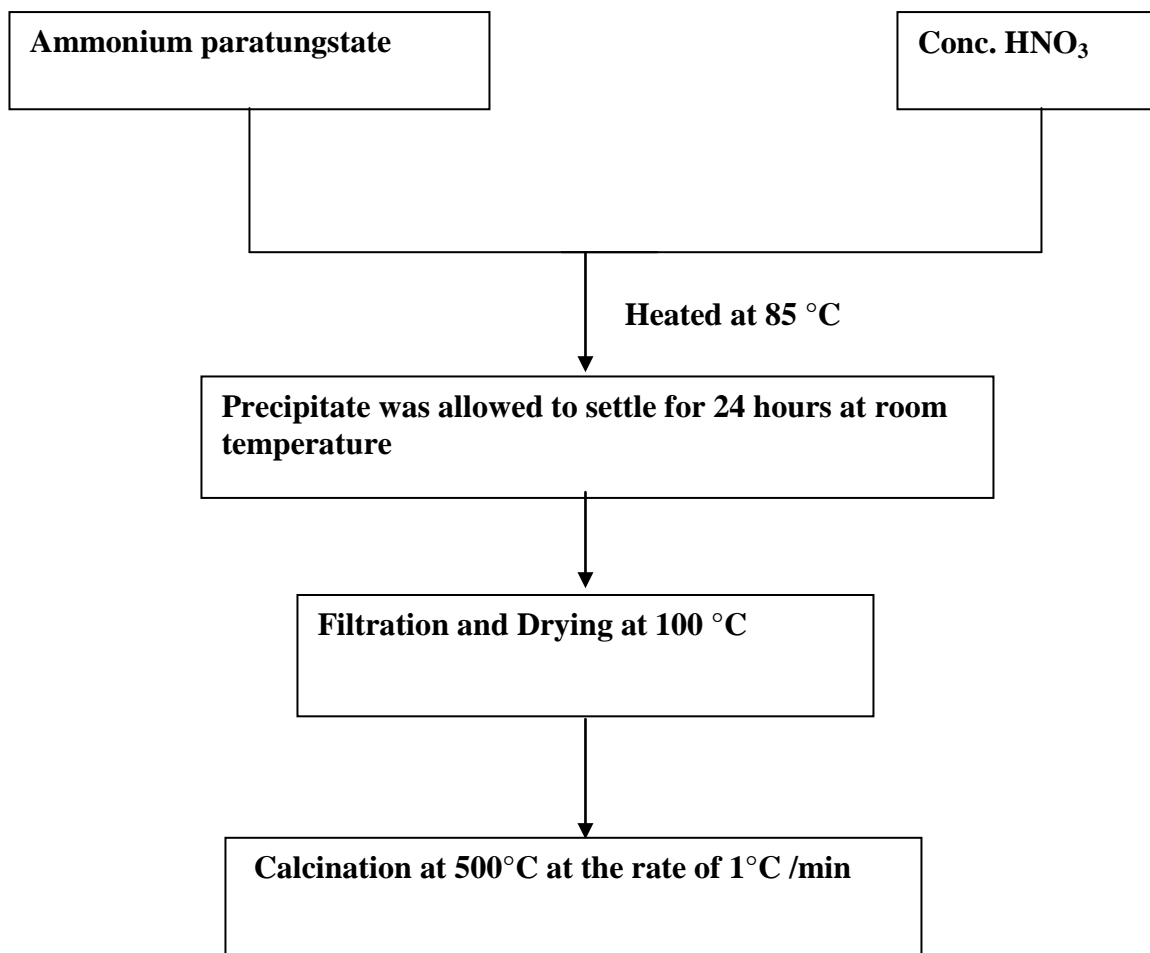 Ammonium paratungstate
Conc. HNO₃
Heated at 85 °C
Precipitate was allowed to settle for 24 hours at room
temperature
Filtration and Drying at 100 °C
Calcination at 500°C at the rate of 1°C /min